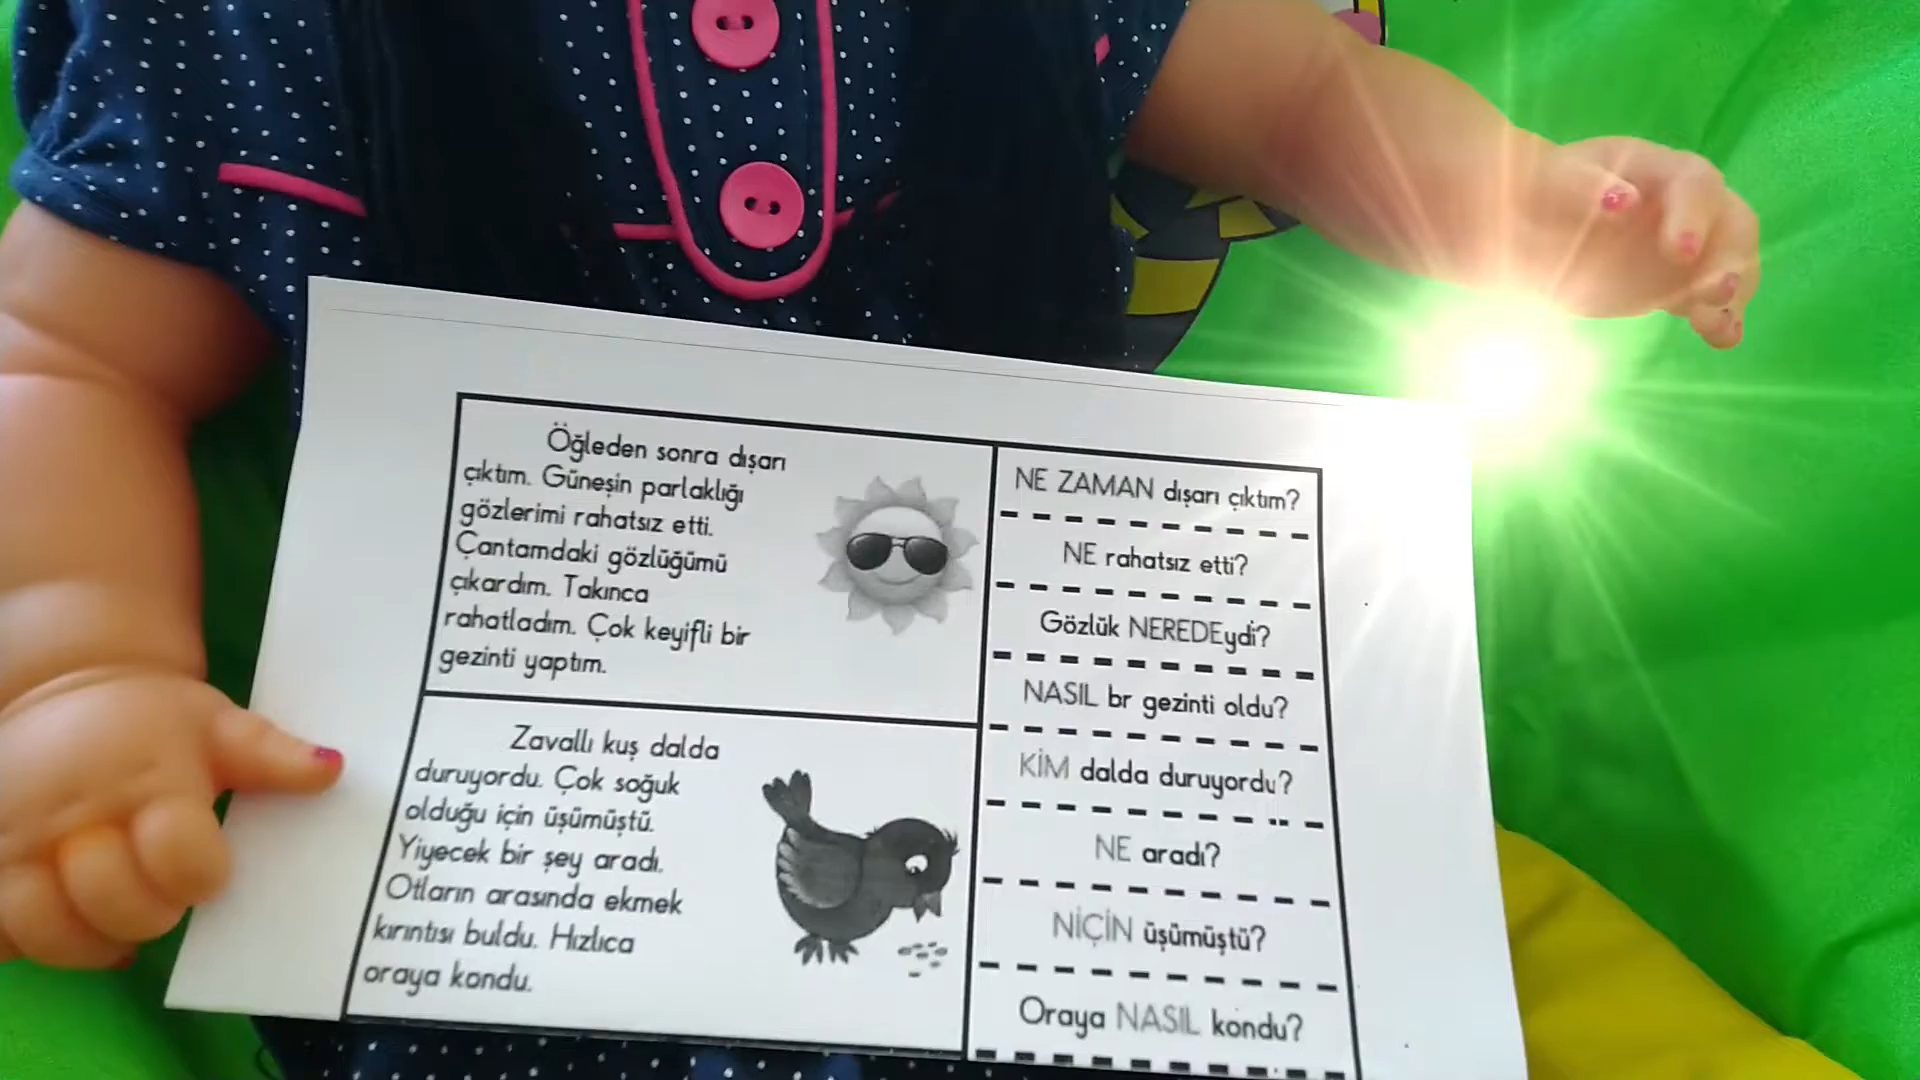 Öğleden sonra dışarı
çıktım. Güneşin parlaklığı
gözlerimi rahatsız etti.
Çantamdaki gözlüğümü
çıkardım. Takınca
rahatladım. Çok keyifli bir
gezinti yaptım.
Zavallı kuş dalda
duruyordu. Çok soğuk
olduğu için üşümüştü.
Yiyecek bir şey aradı.
Otların arasında ekmek
kırıntısı buldu. Hızlıca
oraya kondu.
NE ZAMAN dışarı çıktım?
NE rahatsız etti?
Gözlük NEREDEydi?
NASIL br gezinti oldu?
KİM dalda duruyordu?
NE aradı?
NİÇİN üşümüştü?
Oraya NASIL kondu?